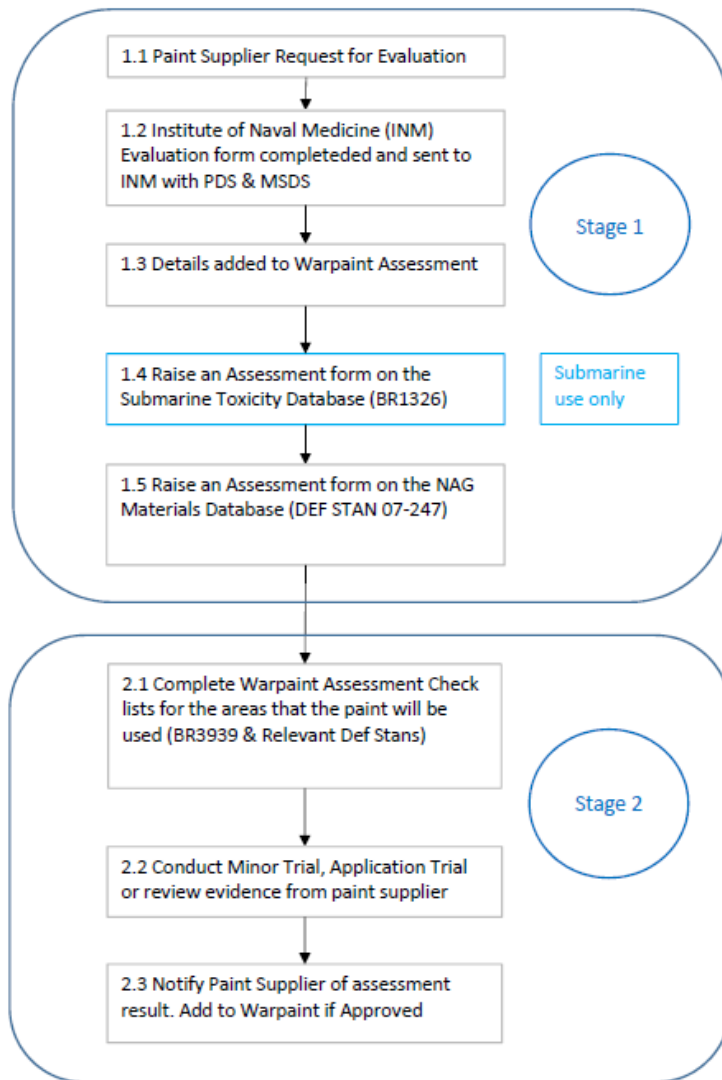 1.1 Paint Supplier Request for Evaluation
1.2 Institute of Naval Medicine (INM)
Evaluation form completeded and sent to
INM with PDS & MSDS
Stage 1
1.3 Details added to Warpaint Assessment
1.4 Raise an Assessment form on the
Submarine Toxicity Database (BR1326)
Submarine
use only
1.5 Raise an Assessment form on the NAG
Materials Database (DEF STAN 07-247)
2.1 Complete Warpaint Assessment Check
lists for the areas that the paint will be
used (BR3939 & Relevant Def Stans)
Stage 2
2.2 Conduct Minor Trial, Application Trial
or review evidence from paint supplier
2.3 Notify Paint Supplier of assessment
result. Add to Warpaint if Approved